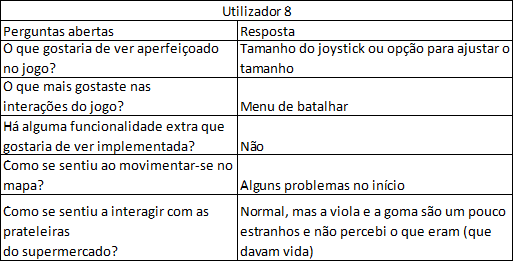 Utilizador 8
Perguntas abertas
Resposta
O que gostaria de ver aperfeiçoado
no jogo?
Tamanho do joystick ou opção para ajustar o
tamanho
O que mais gostaste nas
interações do jogo?
Menu de batalhar
Há alguma funcionalidade extra que
gostaria de ver implementada?
Não
Como se sentiu ao movimentar-se no
mapa?
Alguns problemas no início
Como se sentiu a interagir com as
prateleiras
do supermercado?
Normal, mas a viola e a goma são um pouco
estranhos e não percebi o que eram (que
davam vida)